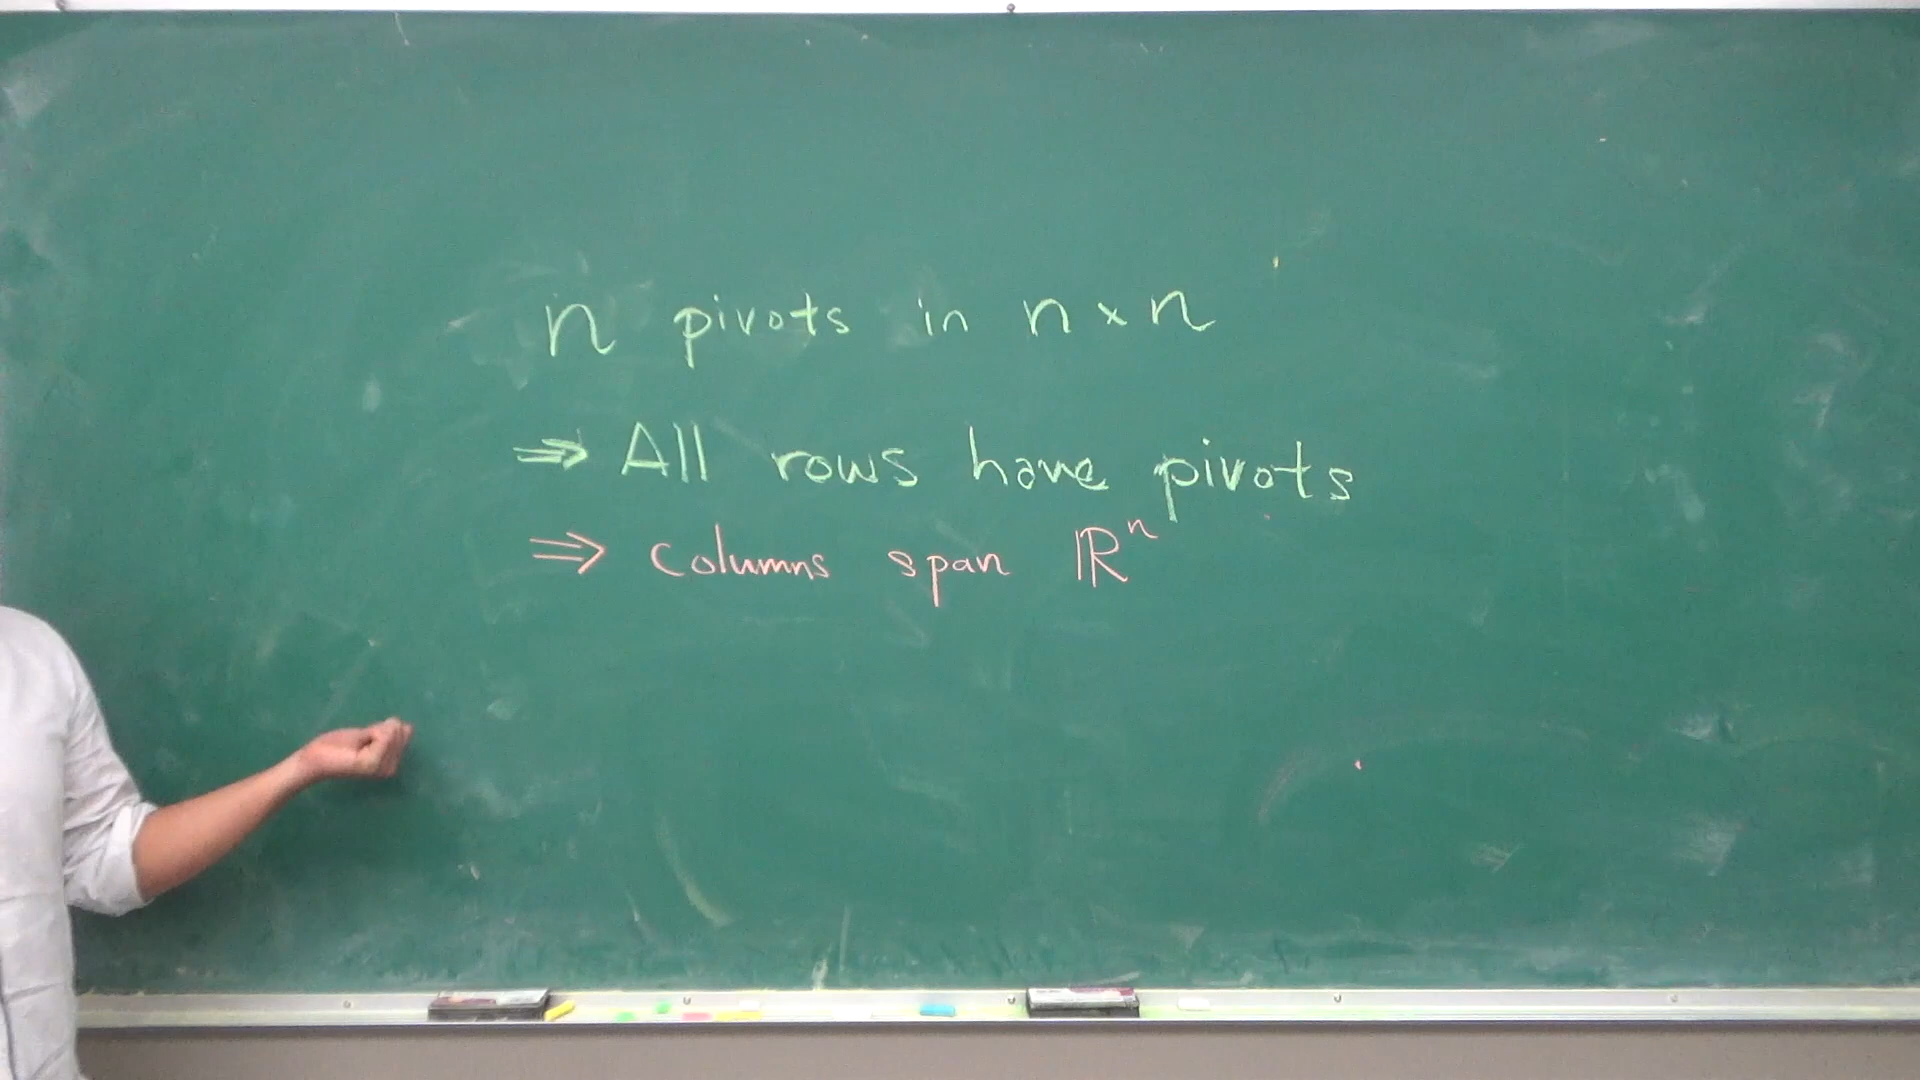 n pivots in n × n
⇒ All rows have pivots
⇒ Columns span ℝⁿ